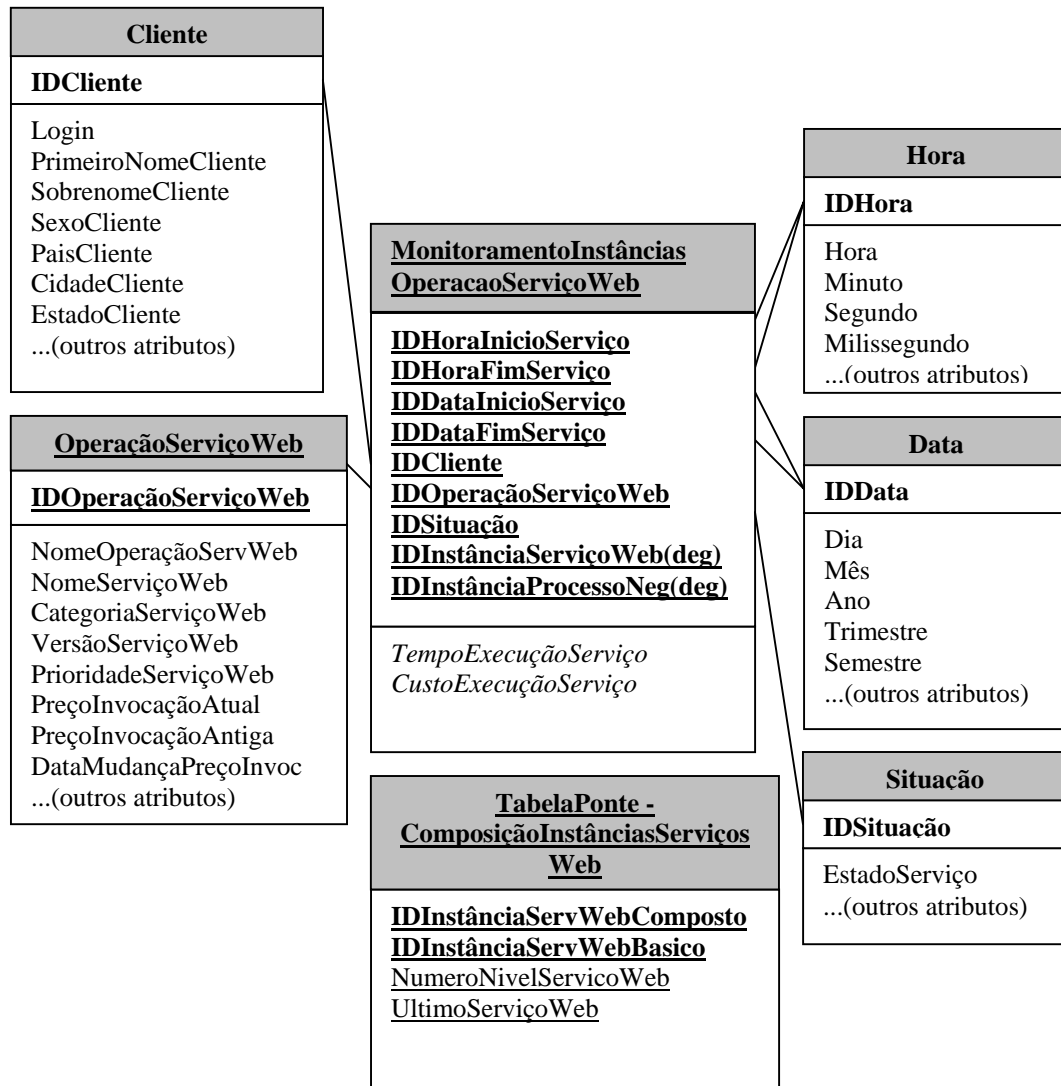 Cliente
IDCliente
Login
PrimeiroNomeCliente
SobrenomeCliente
SexoCliente
PaisCliente
CidadeCliente
EstadoCliente
...(outros atributos)
OperaçãoServiçoWeb
IDOperaçãoServiçoWeb
NomeOperaçãoServWeb
NomeServiçoWeb
CategoriaServiçoWeb
VersãoServiçoWeb
PrioridadeServiçoWeb
PreçoInvocaçãoAtual
PreçoInvocaçãoAntiga
DataMudançaPreçoInvoc
...(outros atributos)
MonitoramentoInstâncias
OperacaoServiçoWeb
IDHoraInicioServiço
IDHoraFimServiço
IDDataInicioServiço
IDDataFimServiço
IDCliente
IDOperaçãoServiçoWeb
IDSituação
IDInstânciaServiçoWeb(deg)
IDInstânciaProcessoNeg(deg)
TempoExecuçãoServiço
CustoExecuçãoServiço
TabelaPonte -
ComposiçãoInstânciasServiços
Web
IDInstânciaServWebComposto
IDInstânciaServWebBasico
NumeroNivelServicoWeb
UltimoServiçoWeb
Hora
IDHora
Hora
Minuto
Segundo
Milissegundo
...(outros atributos)
Data
IDData
Dia
Mês
Ano
Trimestre
Semestre
...(outros atributos)
Situação
IDSituação
EstadoServiço
...(outros atributos)